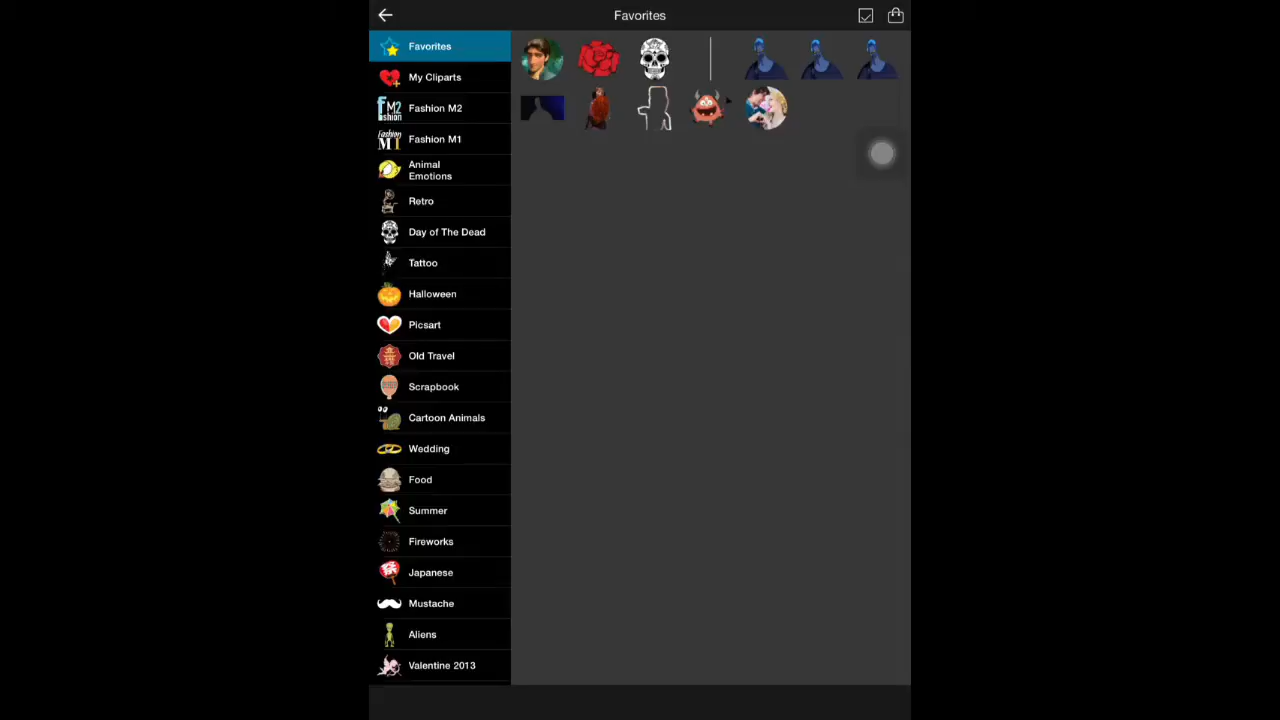 Favorites
Favorites
My Cliparts
Fashion M2
Fashion M1
Animal
Emotions
Retro
Day of The Dead
Tattoo
Halloween
Picsart
Old Travel
Scrapbook
Cartoon Animals
Wedding
Food
Summer
Fireworks
Japanese
Mustache
Aliens
Valentine 2013